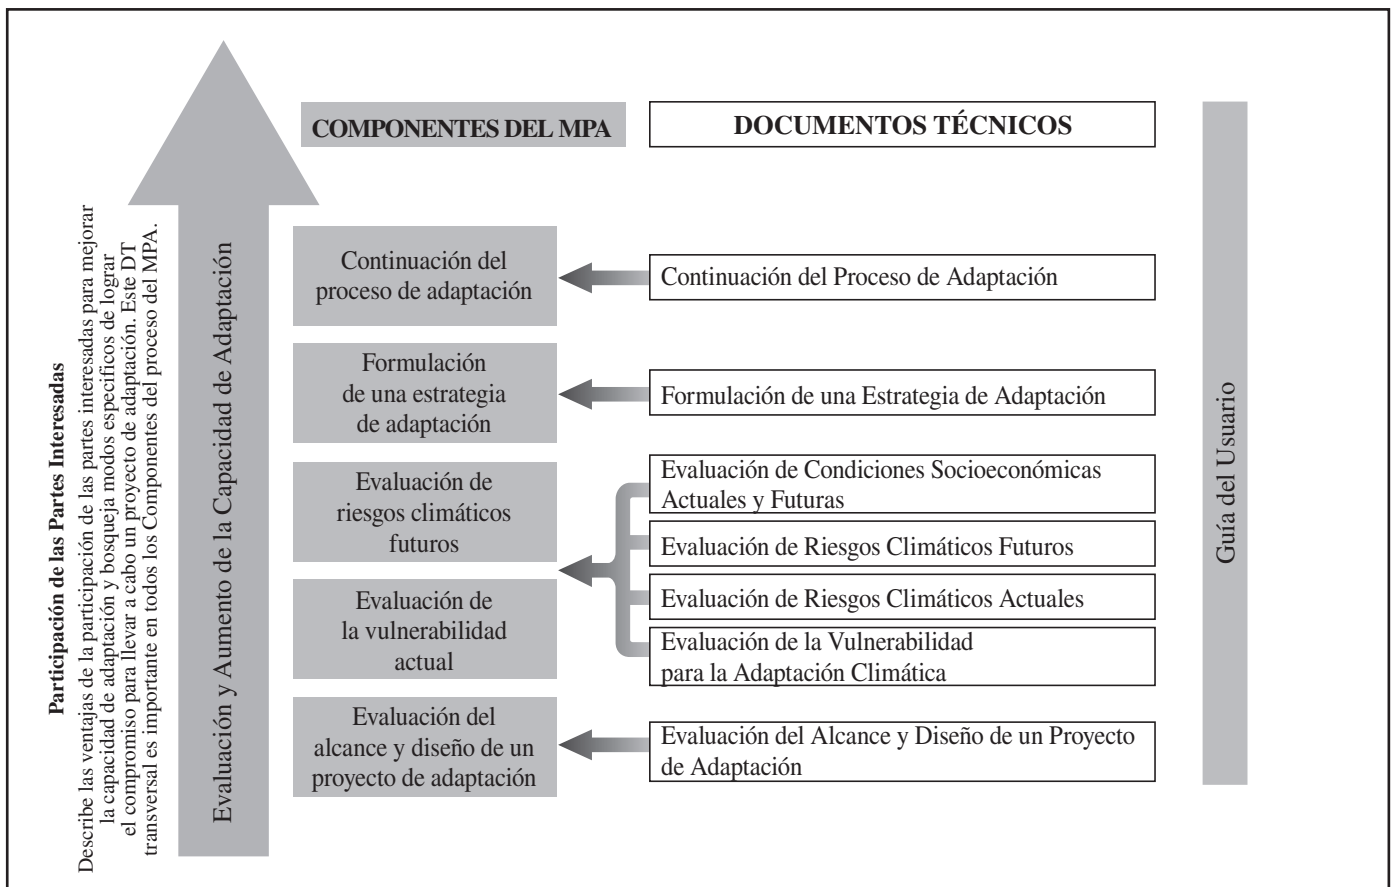 Participación de las Partes Interesadas
Describe las ventajas de la participación de las partes interesadas para mejorar
la capacidad de adaptación y bosqueja modos especificos de lograr
el compromiso para llevar a cabo un proyecto de adaptación. Este DT
transversal es importante en todos los Componentes del proceso del MPA.
Evaluación y Aumento de la Capacidad de Adaptación
COMPONENTES DEL MPA
Continuación del
proceso de adaptación
Formulación
de una estrategia
de adaptación
Evaluación de
riesgos climáticos
futuros
Evaluación de
la vulnerabilidad
actual
Evaluación del
alcance y diseño de un
proyecto de adaptación
DOCUMENTOS TÉCNICOS
Continuación del Proceso de Adaptación
Formulación de una Estrategia de Adaptación
Evaluación de Condiciones Socioeconómicas
Actuales y Futuras
Evaluación de Riesgos Climáticos Futuros
Evaluación de Riesgos Climáticos Actuales
Evaluación de la Vulnerabilidad
para la Adaptación Climática
Evaluación del Alcance y Diseño de un Proyecto
de Adaptación
Guía del Usuario